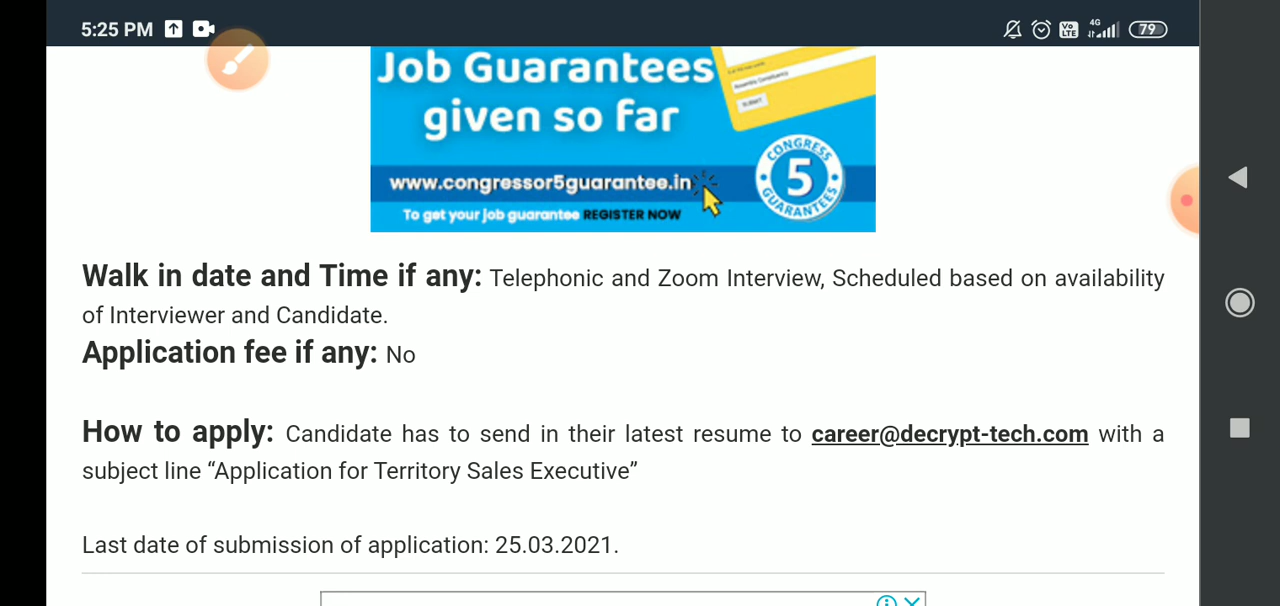 5:25 PM
Vo
LTE
4G
79
Job Guarantees
given so far
www.congressor5guarantee.in
To get your job guarantee REGISTER NOW
CONGRESS
5
GUARANTEES
SUBMIT
Walk in date and Time if any: Telephonic and Zoom Interview, Scheduled based on availability
of Interviewer and Candidate.
Application fee if any: No
How to apply: Candidate has to send in their latest resume to career@decrypt-tech.com with a
subject line “Application for Territory Sales Executive”
Last date of submission of application: 25.03.2021.